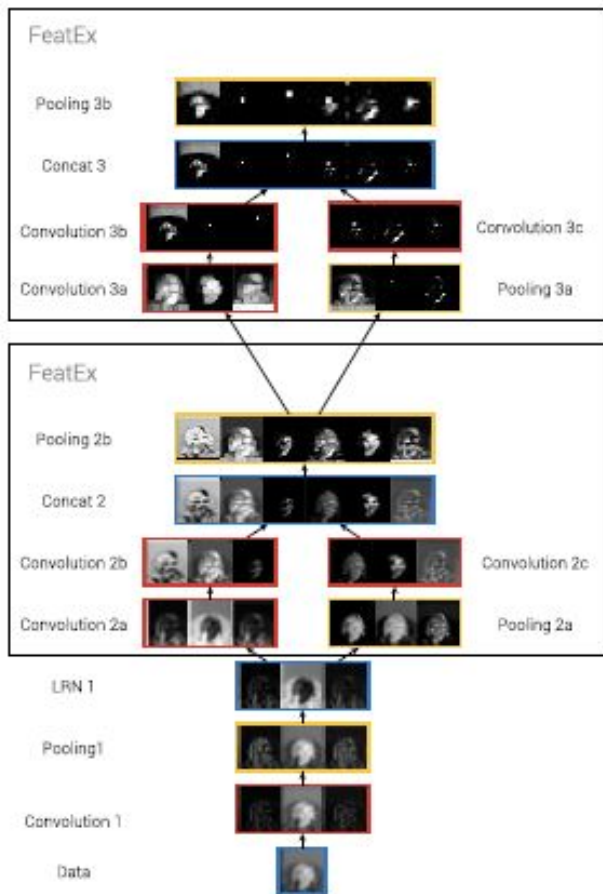 FeatEx
Pooling 3b
Concat 3
Convolution 3b
Convolution 3c
Convolution 3a
Pooling 3a
FeatEx
Pooling 2b
Concat 2
Convolution 2b
Convolution 2c
Convolution 2a
Pooling 2a
LRN 1
Pooling1
Convolution 1
Data